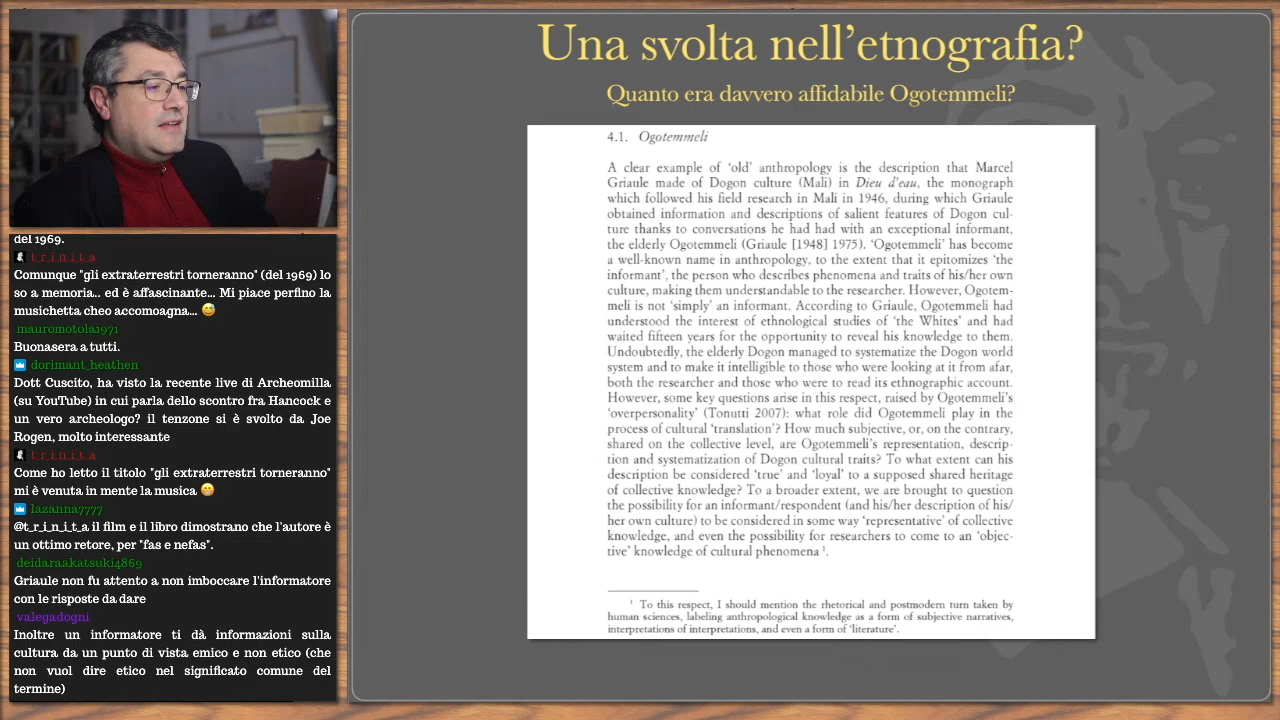 del 1969.
t_r_i_n_i_t_a
Comunque "gli extraterrestri torneranno" (del 1969) lo
so a memoria... ed è affascinante... Mi piace perfino la
musichetta cheo accomoagna... 😅
mauromotola1971
Buonasera a tutti.
dorimant_heathen
Dott Cuscito, ha visto la recente live di Archeomilla
(su YouTube) in cui parla dello scontro fra Hancock e
un vero archeologo? il tenzone si è svolto da Joe
Rogen, molto interessante
t_r_i_n_i_t_a
Come ho letto il titolo "gli extraterrestri torneranno"
mi è venuta in mente la musica 😁
lazanna7777
@t_r_i_n_i_t_a il film e il libro dimostrano che l'autore è
un ottimo retore, per "fas e nefas".
deidaraakatsuki4869
Griaule non fu attento a non imboccare l'informatore
con le risposte da dare
valegadogni
Inoltre un informatore ti dà informazioni sulla
cultura da un punto di vista emico e non etico (che
non vuol dire etico nel significato comune del
termine)
Una svolta nell'etnografia?
Quanto era davvero affidabile Ogotemmeli?
4.1. Ogotemmeli
A clear example of 'old' anthropology is the description that Marcel
Griaule made of Dogon culture (Mali) in Dieu d'eau, the monograph
which followed his field research in Mali in 1946, during which Griaule
obtained information and descriptions of salient features of Dogon cul-
ture thanks to conversations he had had with an exceptional informant,
the elderly Ogotemmeli (Griaule [1948] 1975). 'Ogotemmeli' has become
a well-known name in anthropology, to the extent that it epitomizes 'the
informant', the person who describes phenomena and traits of his/her own
culture, making them understandable to the researcher. However, Ogotem-
meli is not 'simply' an informant. According to Griaule, Ogotemmeli had
understood the interest of ethnological studies of 'the Whites' and had
waited fifteen years for the opportunity to reveal his knowledge to them.
Undoubtedly, the elderly Dogon managed to systematize the Dogon world
system and to make it intelligible to those who were looking at it from afar,
both the researcher and those who were to read its ethnographic account.
However, some key questions arise in this respect, raised by Ogotemmeli's
'overpersonality' (Tonutti 2007): what role did Ogotemmeli play in the
process of cultural 'translation'? How much subjective, or, on the contrary,
shared on the collective level, are Ogotemmeli's representation, descrip-
tion and systematization of Dogon cultural traits? To what extent can his
description be considered 'true' and 'loyal' to a supposed shared heritage
of collective knowledge? To a broader extent, we are brought to question
the possibility for an informant/respondent (and his/her description of his/
her own culture) to be considered in some way 'representative' of collective
knowledge, and even the possibility for researchers to come to an 'objec-
tive' knowledge of cultural phenomena ¹.
¹ To this respect, I should mention the rhetorical and postmodern turn taken by
human sciences, labeling anthropological knowledge as a form of subjective narratives,
interpretations of interpretations, and even a form of 'literature'.